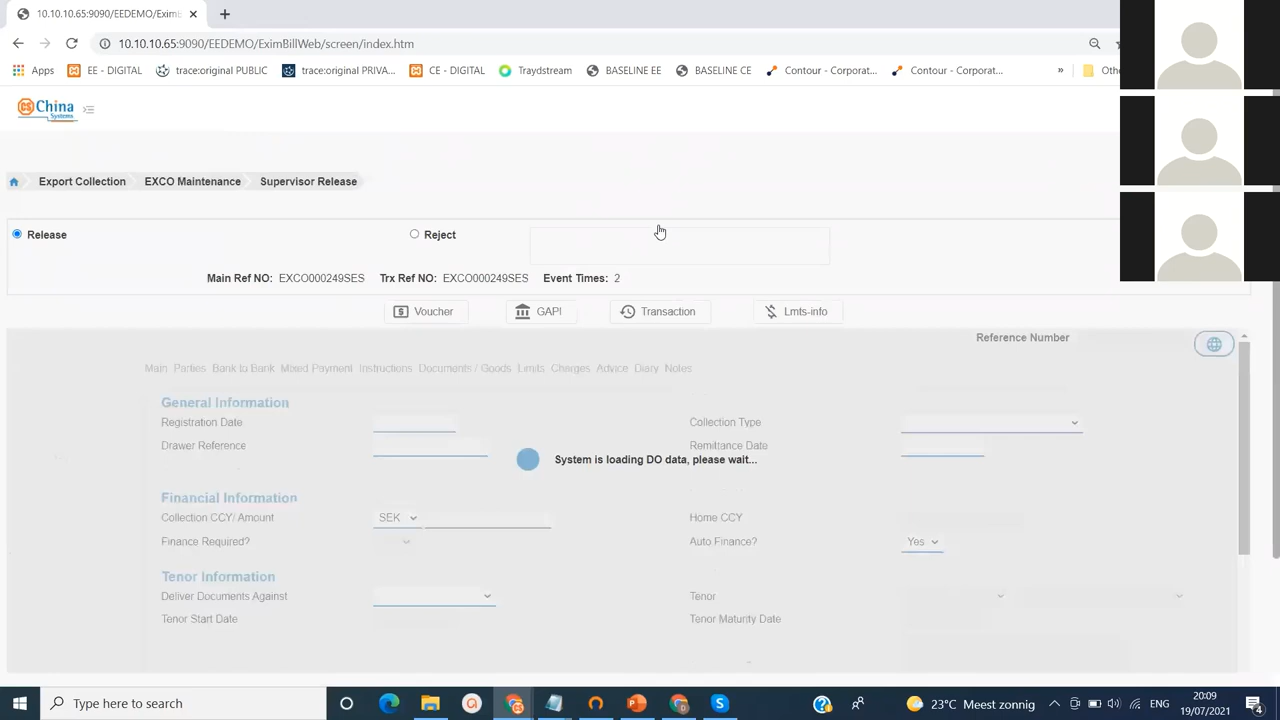 10.10.10.65:9090/EEDEMO/EximB
10.10.10.65:9090/EEDEMO/EximBillWeb/screen/index.htm
Apps EE - DIGITAL trace:original PUBLIC trace:original PRIVA... CE - DIGITAL Traydstream BASELINE EE BASELINE CE Contour - Corporat... Contour - Corporat... » Oth
CS China Systems
Export Collection EXCO Maintenance Supervisor Release
Release Reject
Main Ref NO: EXCO000249SES Trx Ref NO: EXCO000249SES Event Times: 2
Voucher GAPI Transaction Lmts-info
Reference Number
Main Parties Bank to Bank Mixed Payment Instructions Documents / Goods Limits Charges Advice Diary Notes
General Information
Registration Date Collection Type
Drawer Reference Remittance Date
System is loading DO data, please wait...
Financial Information
Collection CCY/ Amount SEK Home CCY
Finance Required? Auto Finance? Yes
Tenor Information
Deliver Documents Against Tenor
Tenor Start Date Tenor Maturity Date
Type here to search
23°C Meest zonnig ENG 20:09
19/07/2021
4